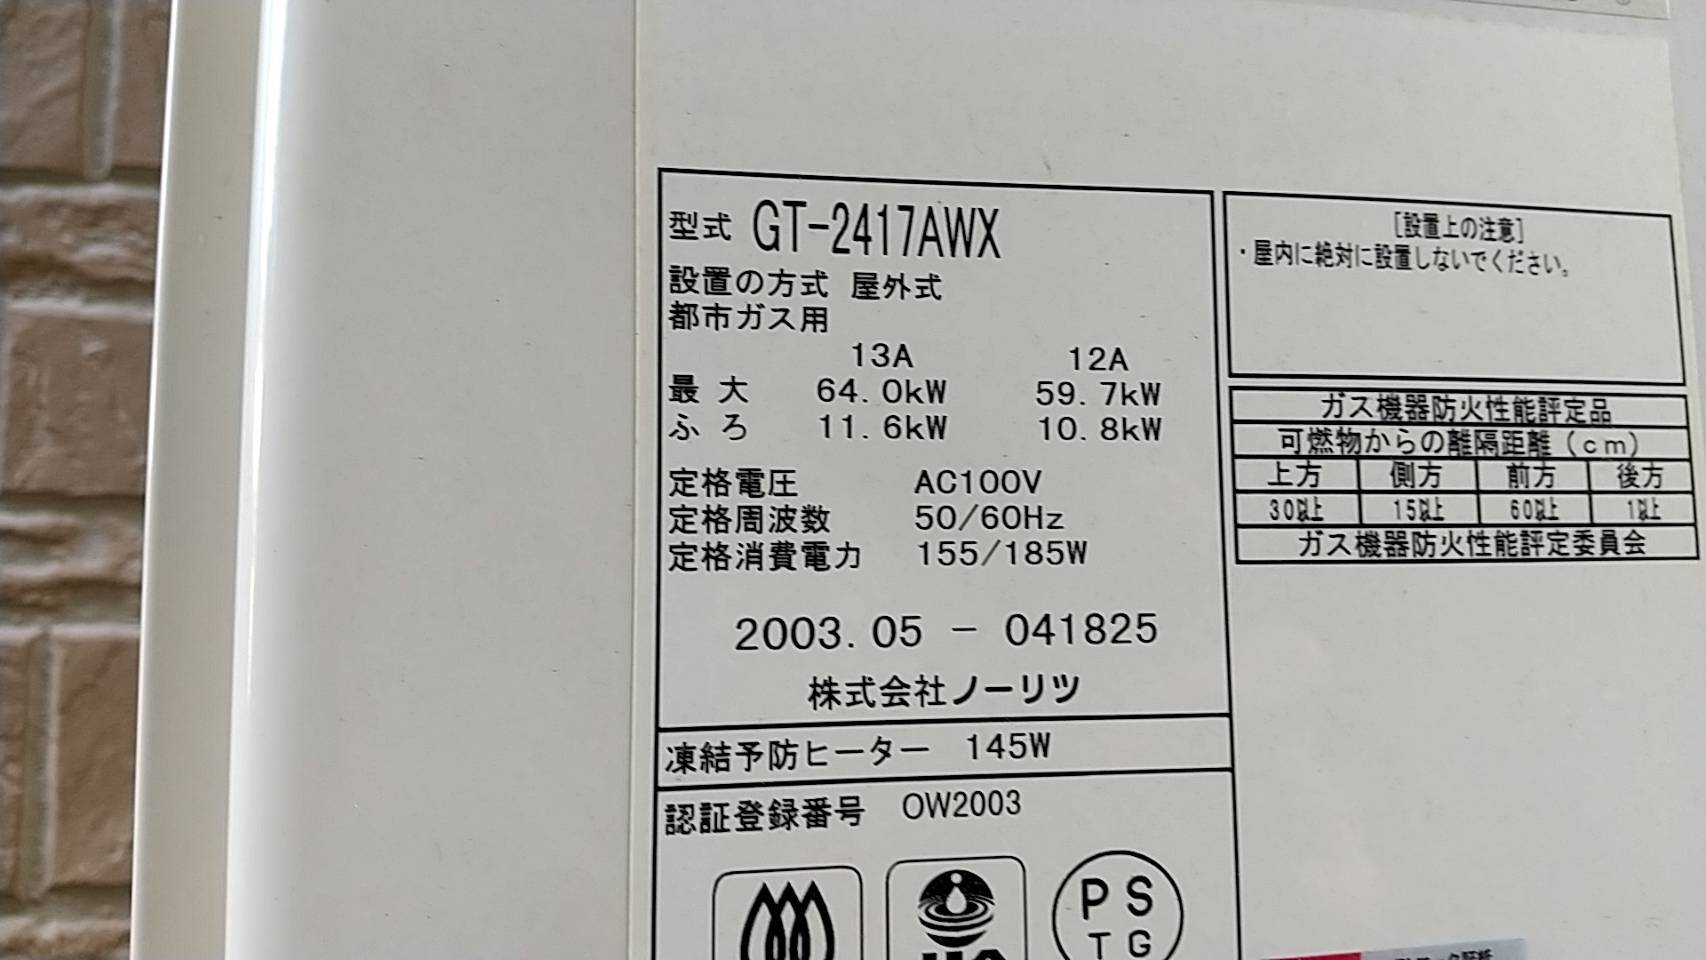 型式 GT-2417AWX
設置の方式 屋外式
都市ガス用
13A 12A
最大 64.0kW 59.7kW
ふろ 11.6kW 10.8kW
定格電圧 AC100V
定格周波数 50/60Hz
定格消費電力 155/185W
2003.05 - 041825
株式会社ノーリツ
凍結予防ヒーター 145W
認証登録番号 OW2003
PS
TG
[設置上の注意]
・屋内に絶対に設置しないでください。
ガス機器防火性能評定品
可燃物からの離隔距離(cm)
上方 側方 前方 後方
30以上 15以上 60以上 1以上
ガス機器防火性能評定委員会